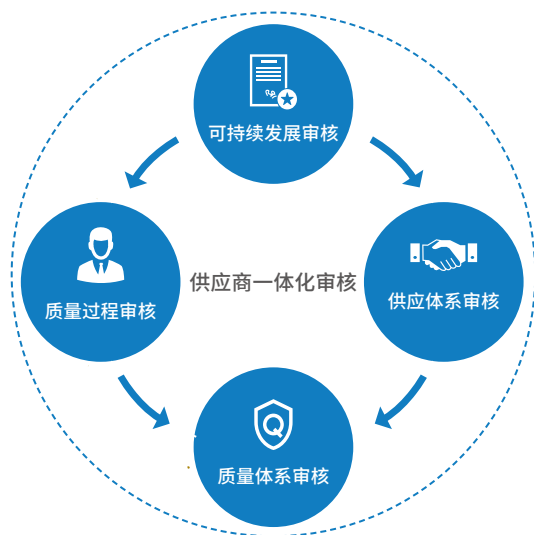 可持续发展审核
质量过程审核
供应商一体化审核
供应体系审核
Q
质量体系审核